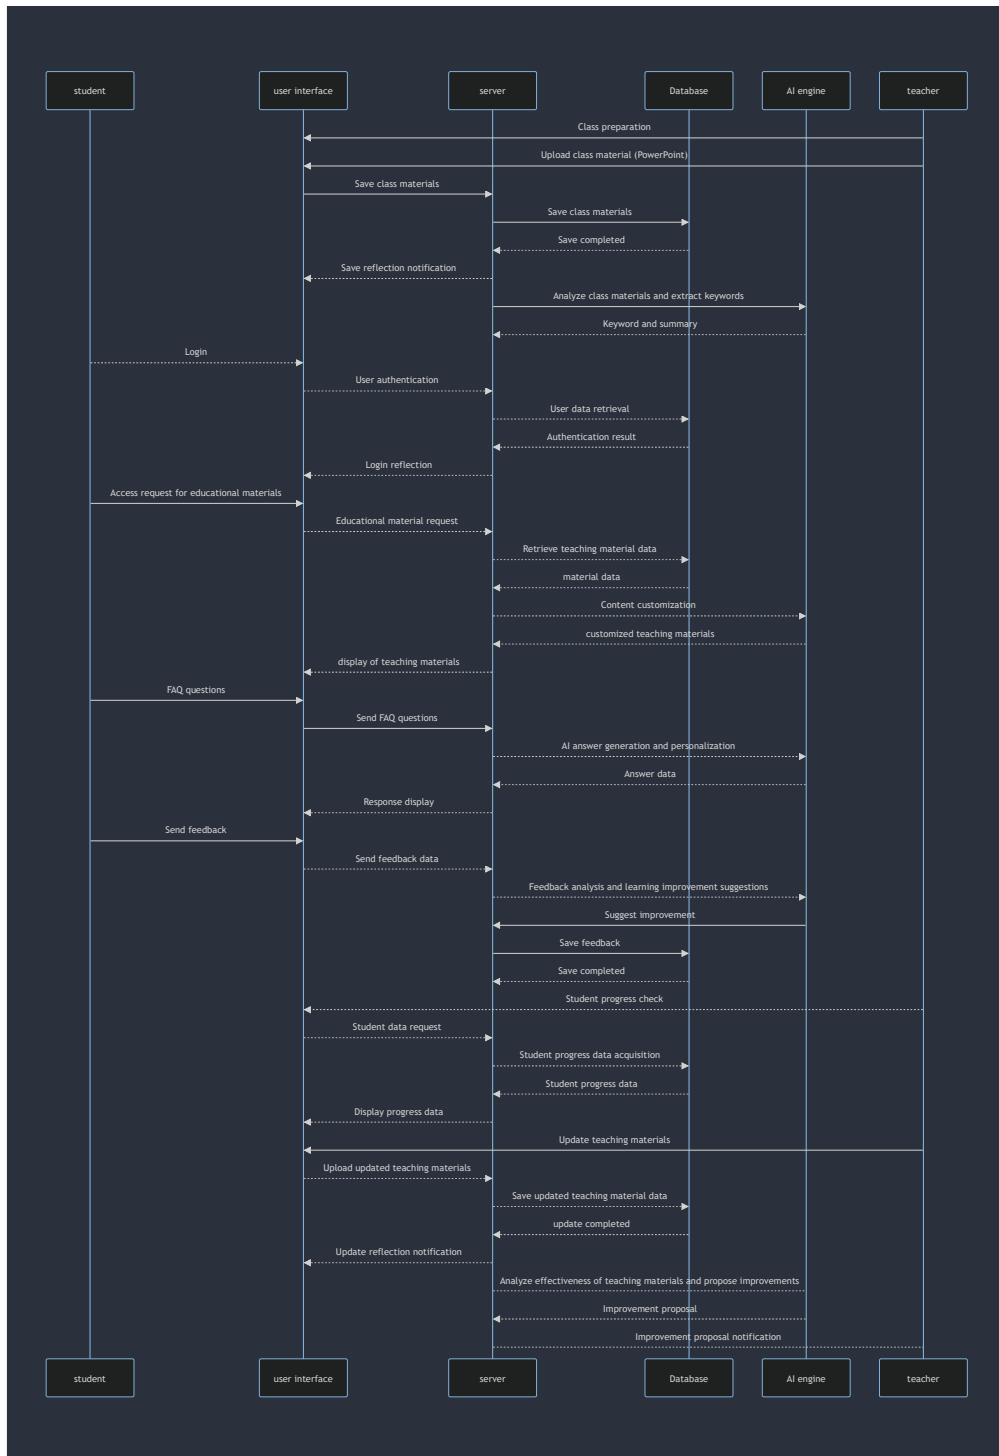 student
user interface
server
Database
AI engine
teacher
Class preparation
Upload class material (PowerPoint)
Save class materials
Save class materials
Save completed
Save reflection notification
Analyze class materials and extract keywords
Keyword and summary
Login
User authentication
User data retrieval
Authentication result
Login reflection
Access request for educational materials
Educational material request
Retrieve teaching material data
material data
Content customization
customized teaching materials
display of teaching materials
FAQ questions
Send FAQ questions
AI answer generation and personalization
Answer data
Response display
Send feedback
Send feedback data
Feedback analysis and learning improvement suggestions
Suggest improvement
Save feedback
Save completed
Student progress check
Student data request
Student progress data acquisition
Student progress data
Display progress data
Update teaching materials
Upload updated teaching materials
Save updated teaching material data
update completed
Update reflection notification
Analyze effectiveness of teaching materials and propose improvements
Improvement proposal
Improvement proposal notification
student
user interface
server
Database
AI engine
teacher